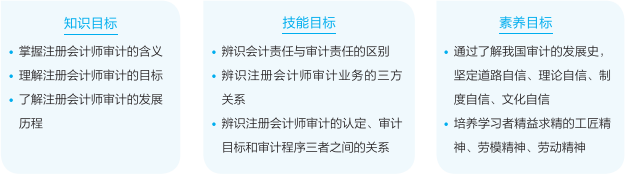 知识目标
• 掌握注册会计师审计的含义
• 理解注册会计师审计的目标
• 了解注册会计师审计的发展
历程
技能目标
• 辨识会计责任与审计责任的区别
• 辨识注册会计师审计业务的三方
关系
• 辨识注册会计师审计的认定、审计
目标和审计程序三者之间的关系
素养目标
• 通过了解我国审计的发展史，
坚定道路自信、理论自信、制
度自信、文化自信
• 培养学习者精益求精的工匠精
神、劳模精神、劳动精神